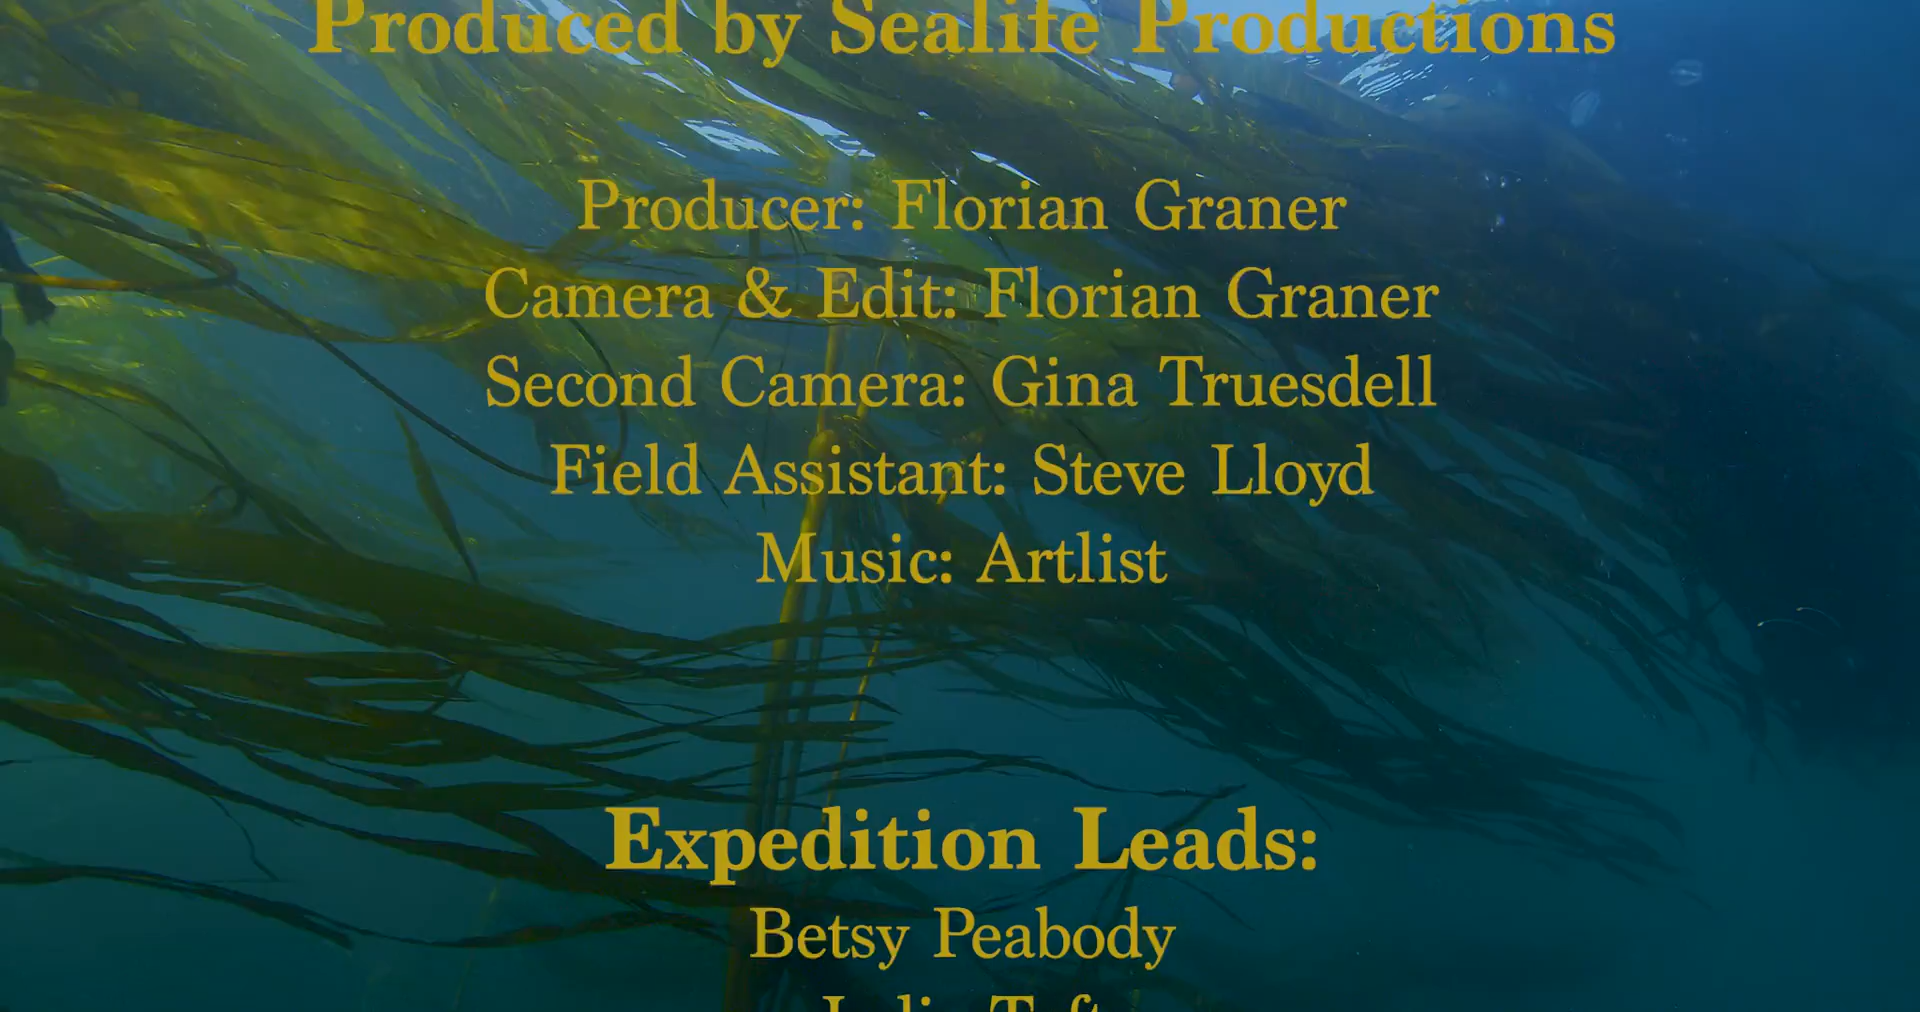 Produced by Sealife Productions
Producer: Florian Graner
Camera & Edit: Florian Graner
Second Camera: Gina Truesdell
Field Assistant: Steve Lloyd
Music: Artlist
Expedition Leads:
Betsy Peabody